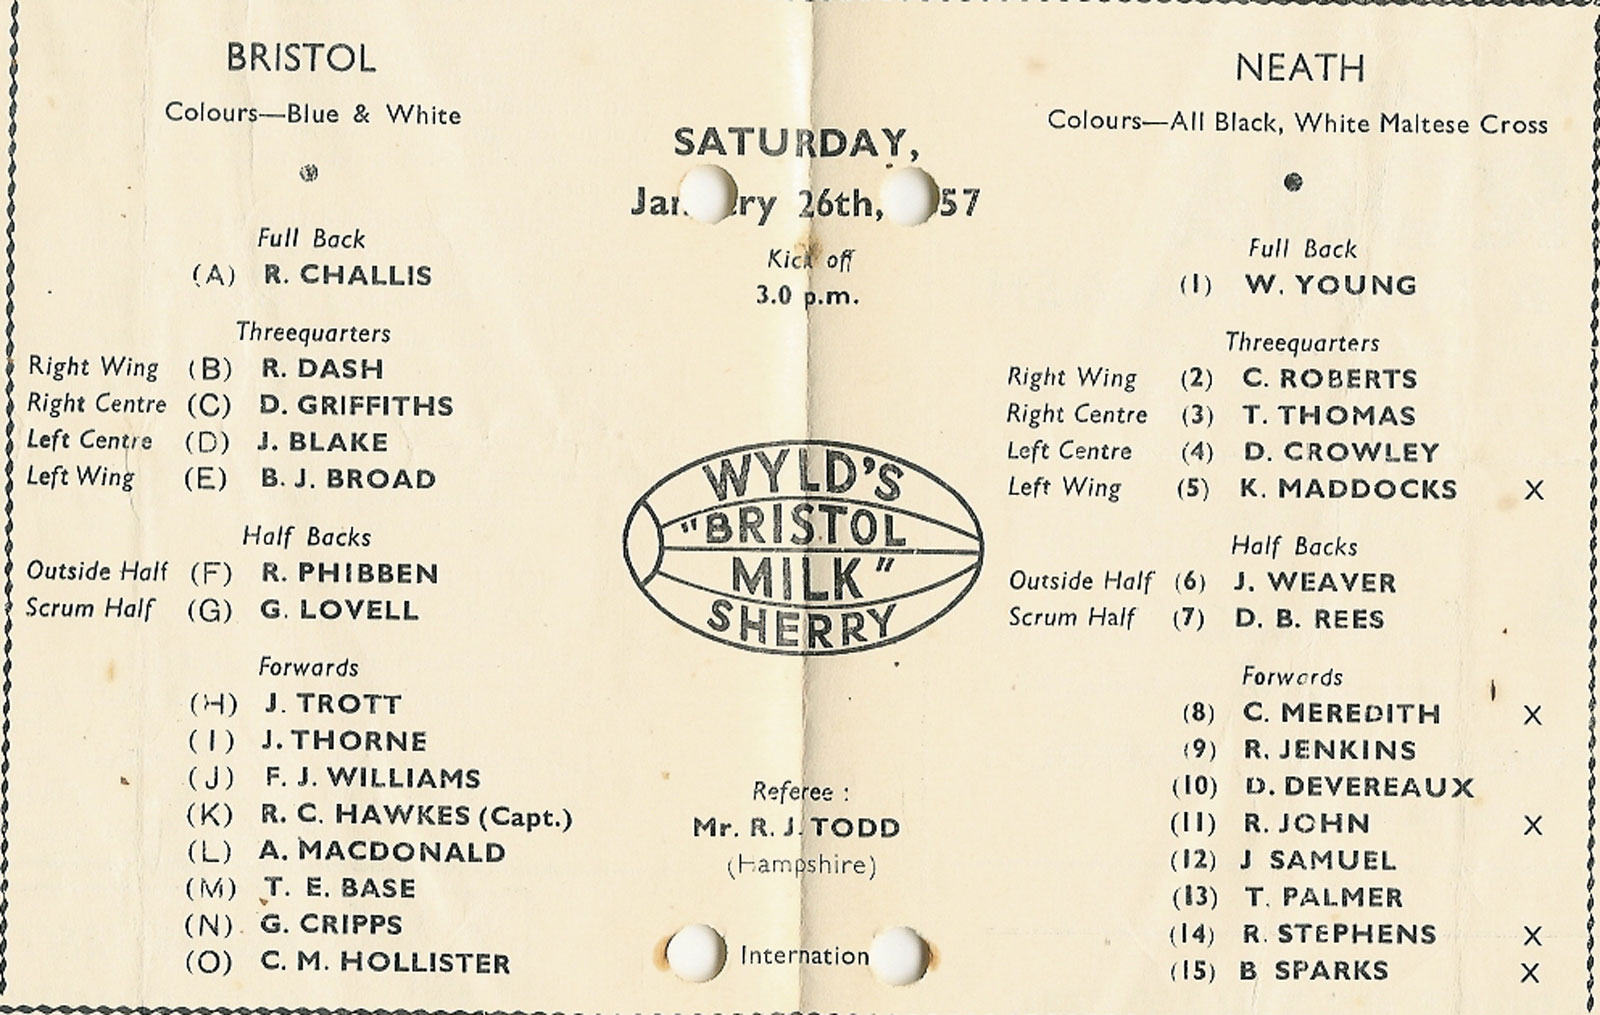 BRISTOL
Colours—Blue & White
Full Back
(A) R. CHALLIS
Threequarters
Right Wing (B) R. DASH
Right Centre (C) D. GRIFFITHS
Left Centre (D) J. BLAKE
Left Wing (E) B. J. BROAD
Half Backs
Outside Half (F) R. PHIBBEN
Scrum Half (G) G. LOVELL
Forwards
(H) J. TROTT
(I) J. THORNE
(J) F. J. WILLIAMS
(K) R. C. HAWKES (Capt.)
(L) A. MACDONALD
(M) T. E. BASE
(N) G. CRIPPS
(O) C. M. HOLLISTER
SATURDAY,
26th,
Kick off
3.0 p.m.
WYLD'S
"BRISTOL
MILK"
SHERRY
Referee :
Mr. R. J. TODD
(Hampshire)
Internation
NEATH
Colours—All Black, White Maltese Cross
Full Back
(1) W. YOUNG
Threequarters
Right Wing (2) C. ROBERTS
Right Centre (3) T. THOMAS
Left Centre (4) D. CROWLEY
Left Wing (5) K. MADDOCKS X
Half Backs
Outside Half (6) J. WEAVER
Scrum Half (7) D. B. REES
Forwards
(8) C. MEREDITH X
(9) R. JENKINS
(10) D. DEVEREAUX
(11) R. JOHN X
(12) J SAMUEL
(13) T. PALMER
(14) R. STEPHENS X
(15) B SPARKS X